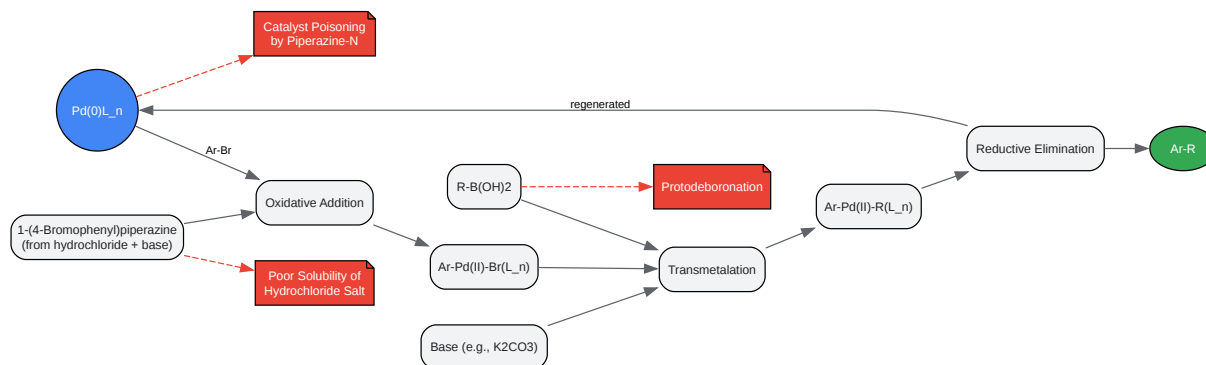 Catalyst Poisoning
by Piperazine-N
Pd(0)L_n
regenerated
Ar-Br
Reductive Elimination
Ar-R
R-B(OH)2
Protodeboronation
Oxidative Addition
Ar-Pd(II)-R(L_n)
1-(4-Bromophenyl)piperazine
(from hydrochloride + base)
Poor Solubility of
Hydrochloride Salt
Ar-Pd(II)-Br(L_n)
Transmetalation
Base (e.g., K2CO3)